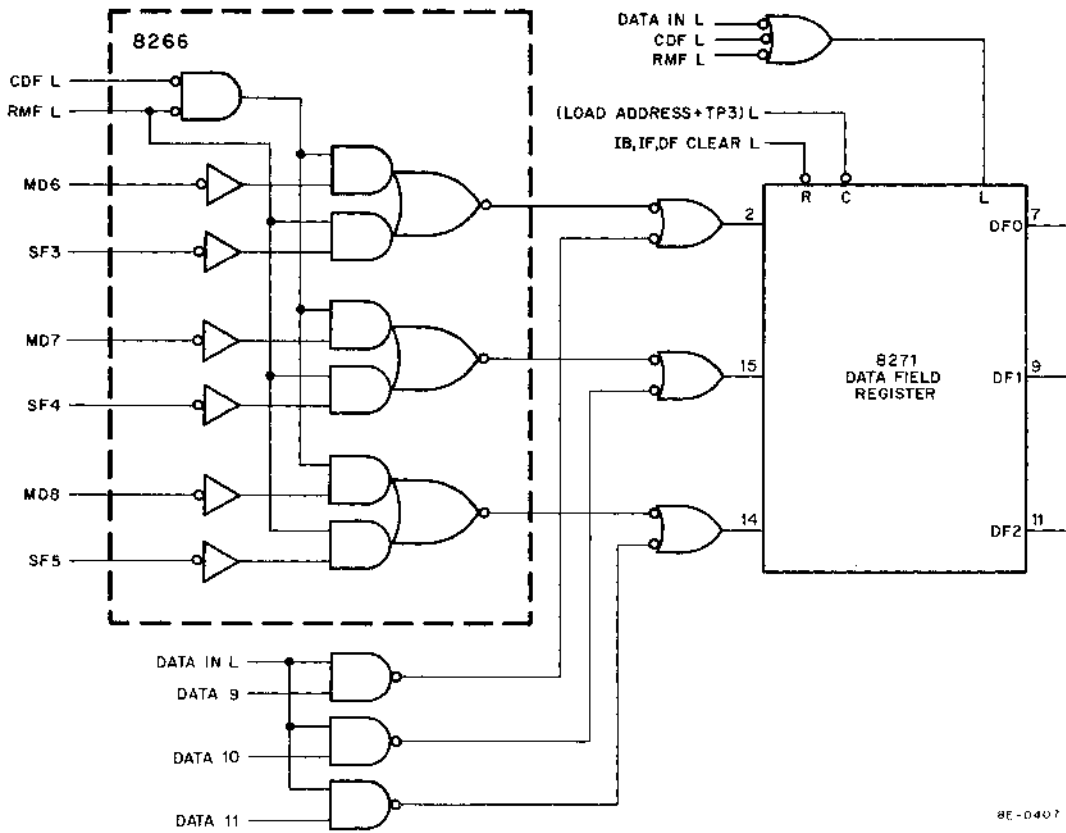 8266
CDF L
RMF L
MD6
SF3
MD7
SF4
MD8
SF5
DATA IN L
CDF L
RMF L
(LOAD ADDRESS+TP3) L
IB, IF, DF CLEAR L
R C L
2
15
14
8271
DATA FIELD
REGISTER
DF0 7
DF1 9
DF2 11
DATA IN L
DATA 9
DATA 10
DATA 11
8E-0407